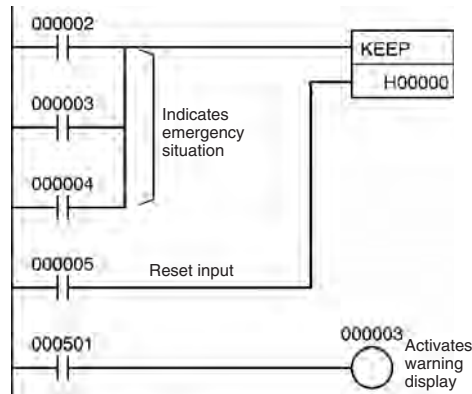 000002
KEEP
H00000
000003
Indicates
emergency
situation
000004
000005
Reset input
000501
000003
Activates
warning
display